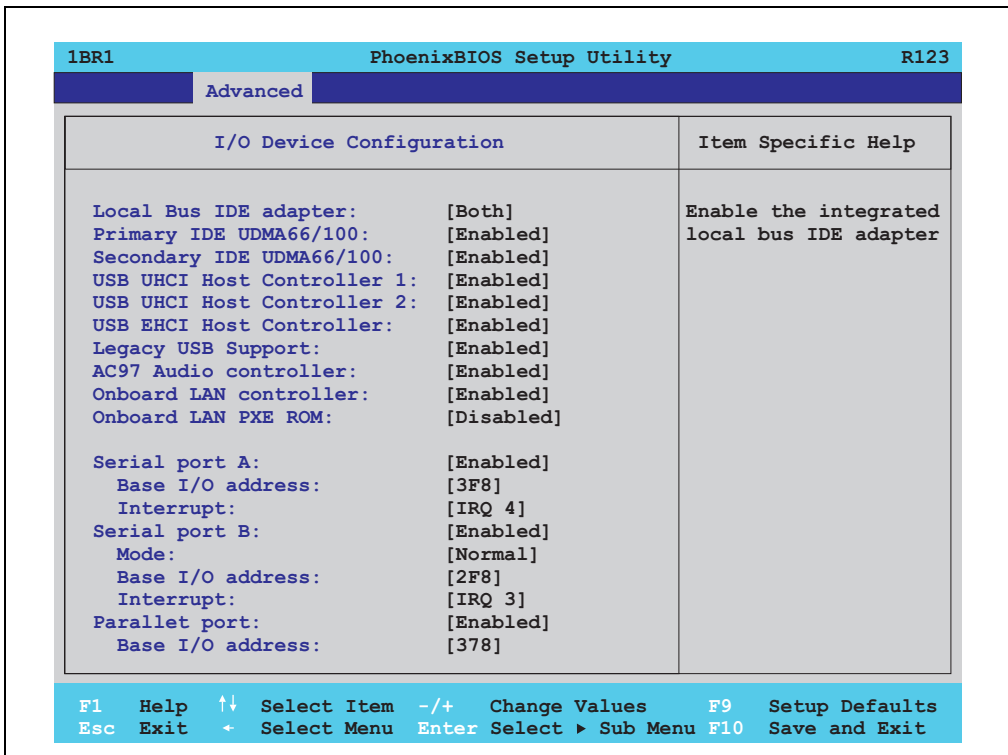 1BR1 PhoenixBIOS Setup Utility R123
Advanced
I/O Device Configuration Item Specific Help
Local Bus IDE adapter: [Both] Enable the integrated
Primary IDE UDMA66/100: [Enabled] local bus IDE adapter
Secondary IDE UDMA66/100: [Enabled]
USB UHCI Host Controller 1: [Enabled]
USB UHCI Host Controller 2: [Enabled]
USB EHCI Host Controller: [Enabled]
Legacy USB Support: [Enabled]
AC97 Audio controller: [Enabled]
Onboard LAN controller: [Enabled]
Onboard LAN PXE ROM: [Disabled]
Serial port A: [Enabled]
Base I/O address: [3F8]
Interrupt: [IRQ 4]
Serial port B: [Enabled]
Mode: [Normal]
Base I/O address: [2F8]
Interrupt: [IRQ 3]
Parallet port: [Enabled]
Base I/O address: [378]
F1 Help ↑↓ Select Item -/+ Change Values F9 Setup Defaults
Esc Exit ← Select Menu Enter Select ▶ Sub Menu F10 Save and Exit